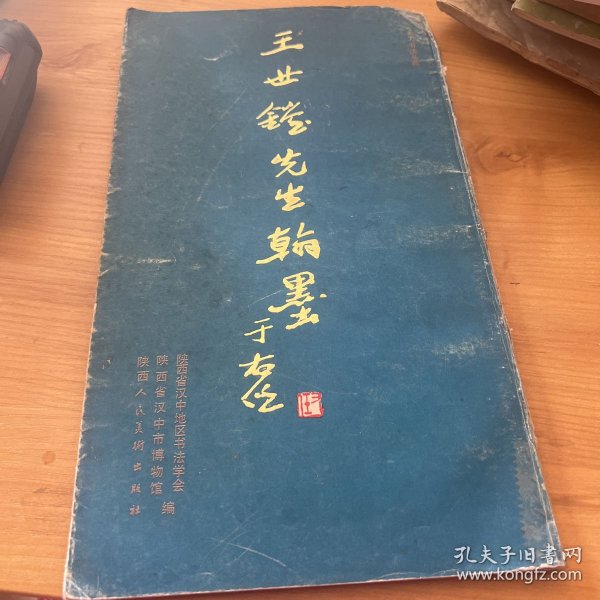 王世镗先生翰墨
于右任
陕西省汉中地区书法学会
陕西省汉中市博物馆 编
陕西人民美术出版社
孔夫子旧书网
www.kongfz.com